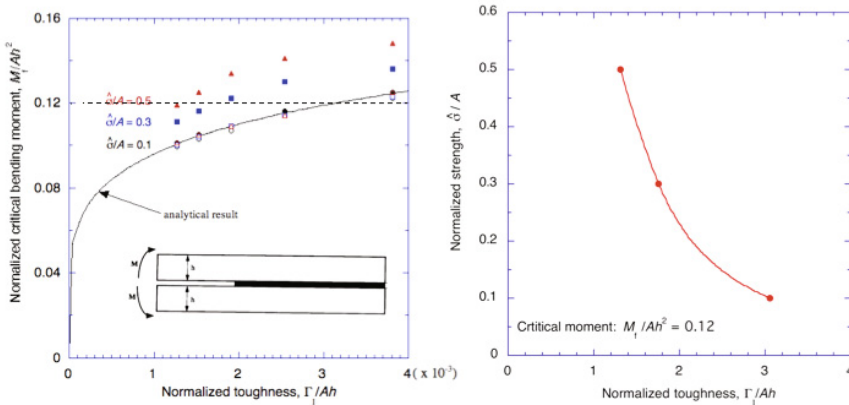 Normalized critical bending moment, M_f/Ah²
0.16
0.12
0.08
0.04
0
σ̂/A = 0.5
σ̂/A = 0.3
σ̂/A = 0.1
analytical result
M
h
M
h
0
1
2
3
4 ( x 10⁻³)
Normalized toughness, Γ_I/Ah
Normalized strength, σ̂ / A
0.6
0.5
0.4
0.3
0.2
0.1
0
Crtitical moment: M_f/Ah² = 0.12
0
1
2
3
4
Normalized toughness, Γ_I/Ah